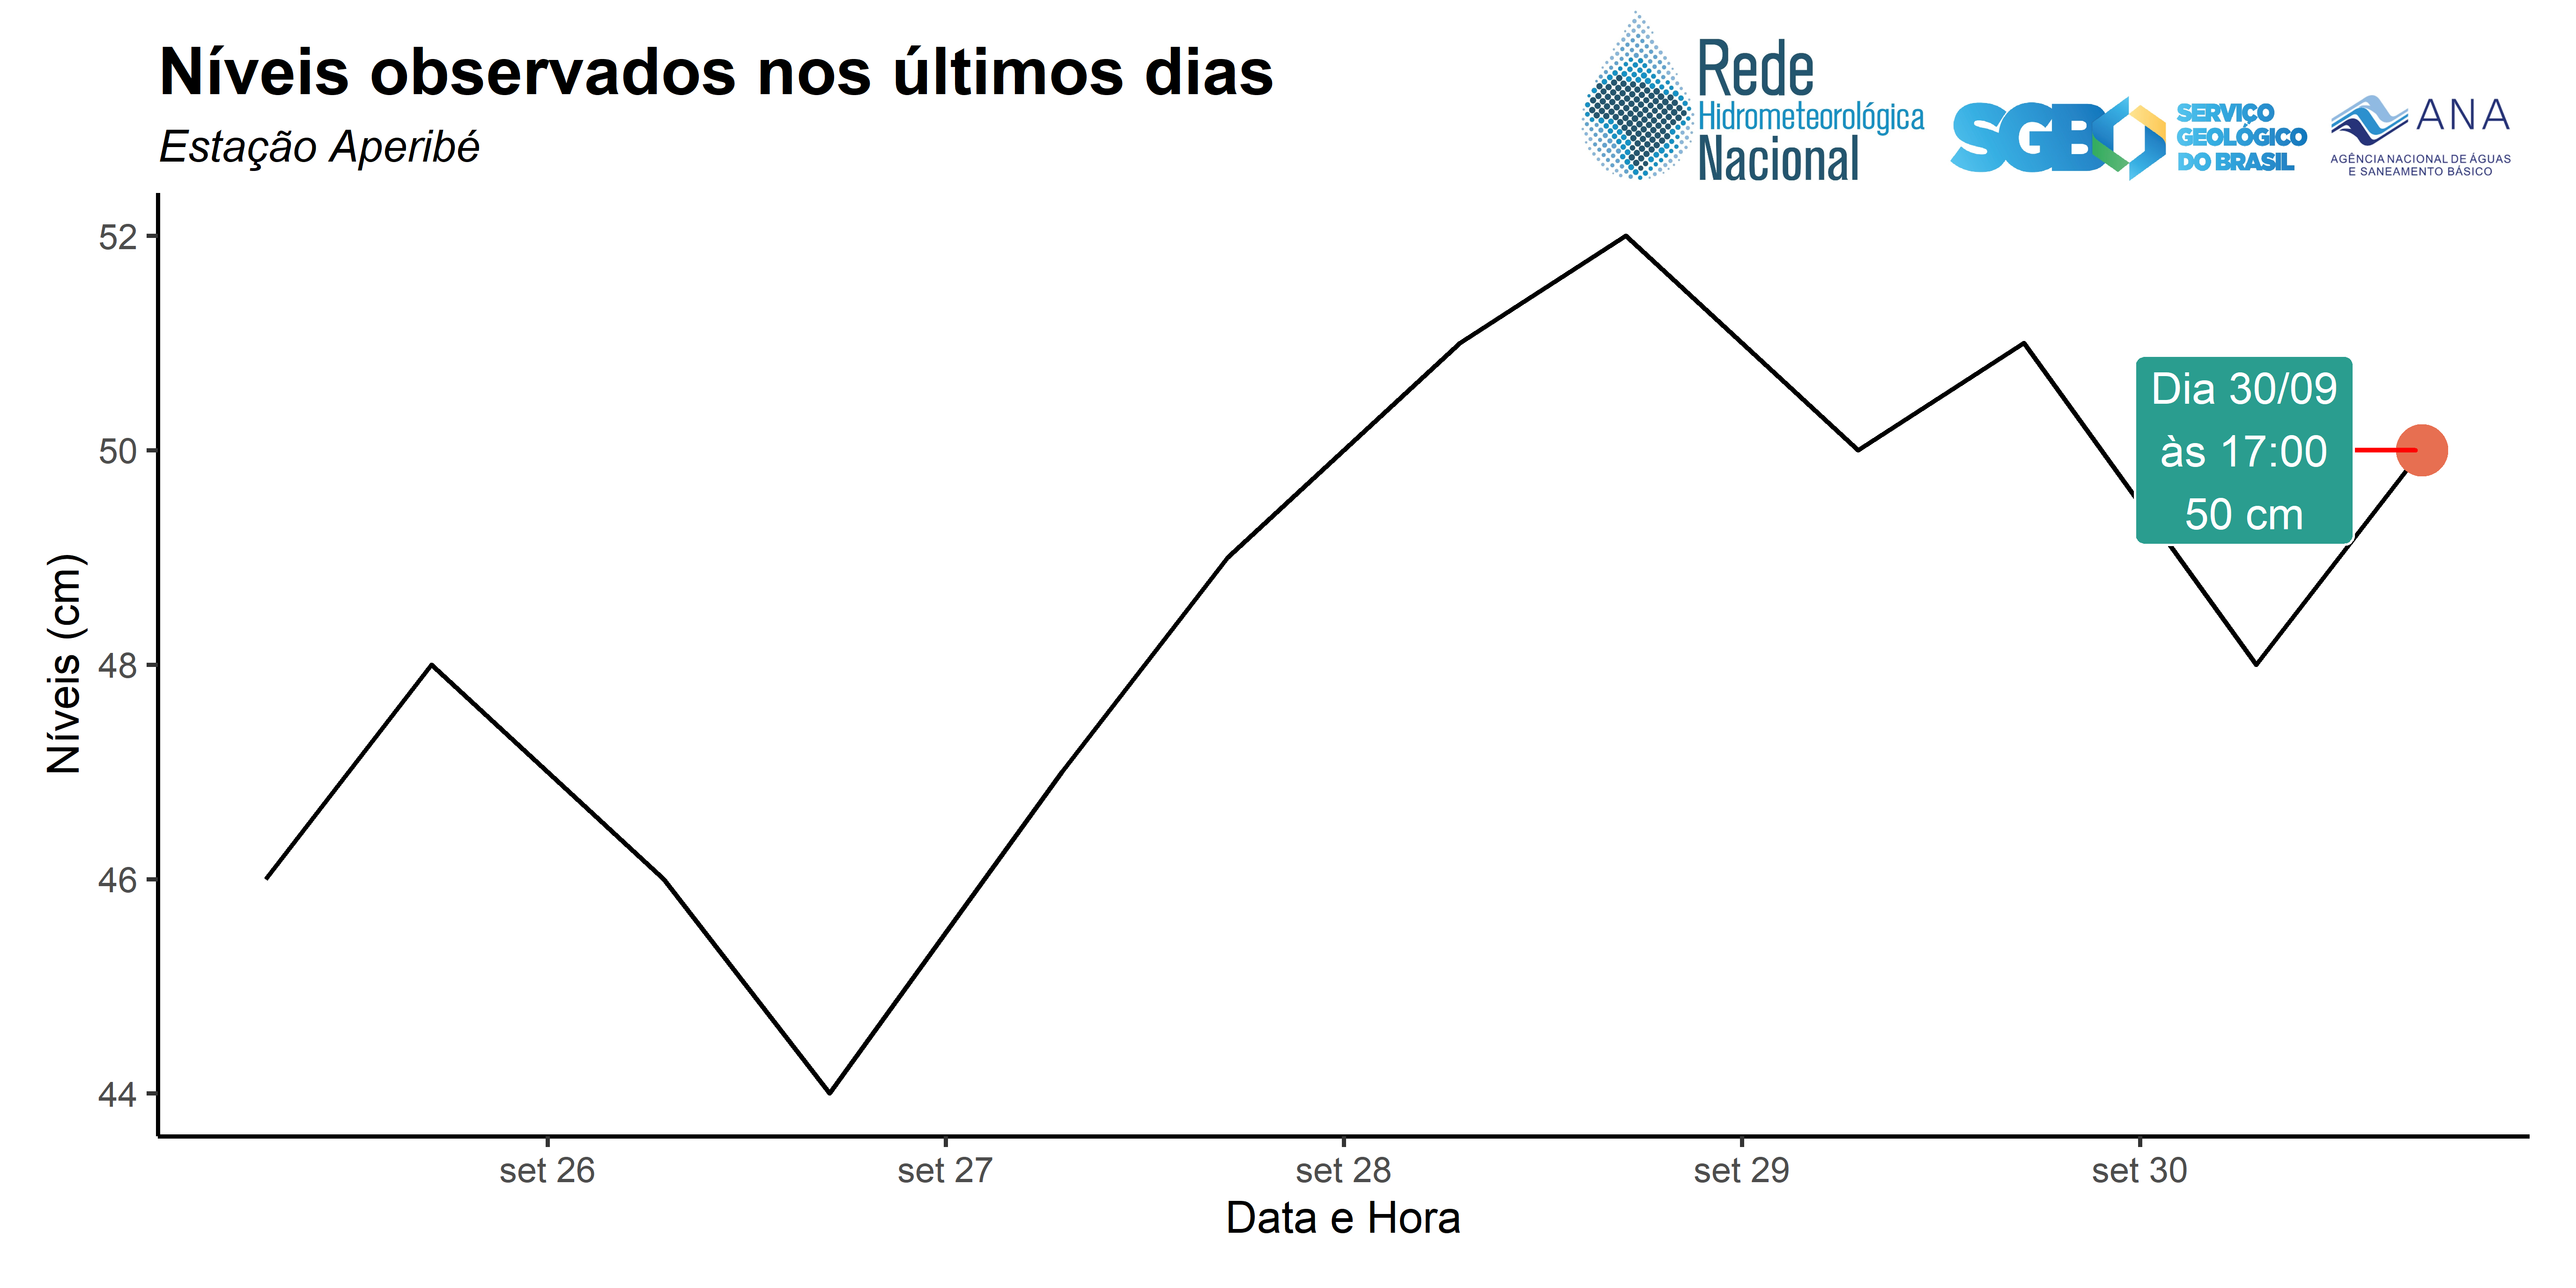 Níveis observados nos últimos dias
Estação Aperibé
Rede
Hidrometeorológica
Nacional
SGB
SERVIÇO
GEOLÓGICO
DO BRASIL
ANA
AGÊNCIA NACIONAL DE ÁGUAS
E SANEAMENTO BÁSICO
52
50
48
46
44
Níveis (cm)
Dia 30/09
às 17:00
50 cm
set 26
set 27
set 28
set 29
set 30
Data e Hora